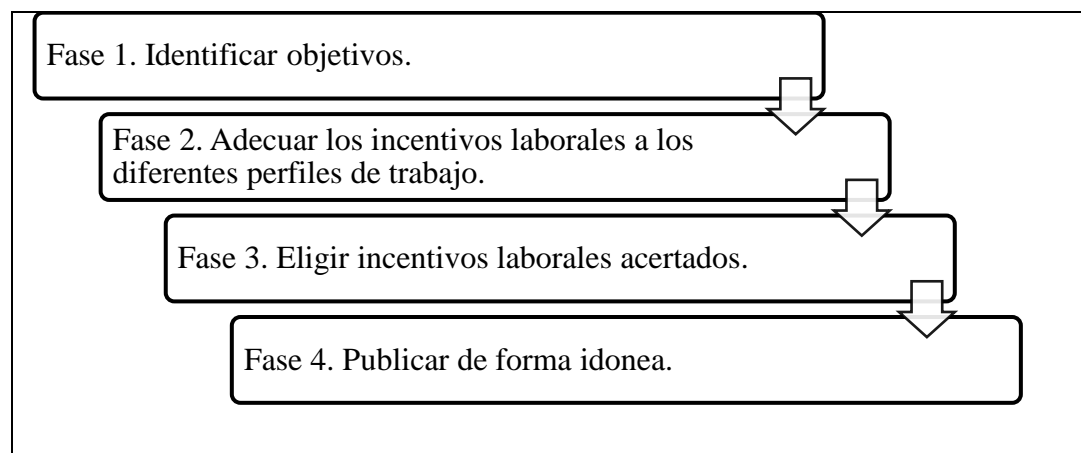 Fase 1. Identificar objetivos.
Fase 2. Adecuar los incentivos laborales a los
diferentes perfiles de trabajo.
Fase 3. Eligir incentivos laborales acertados.
Fase 4. Publicar de forma idonea.